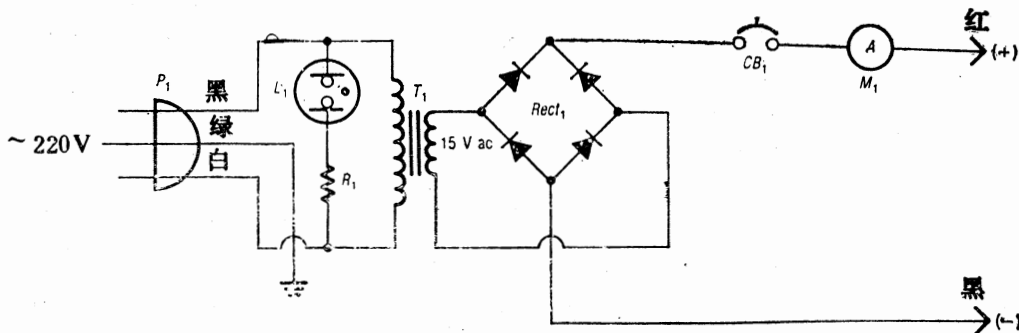 红
(+)
A
CB₁
M₁
P₁
黑
绿
白
~ 220V
L₁
R₁
T₁
15 V ac
Rect₁
黑
(-)